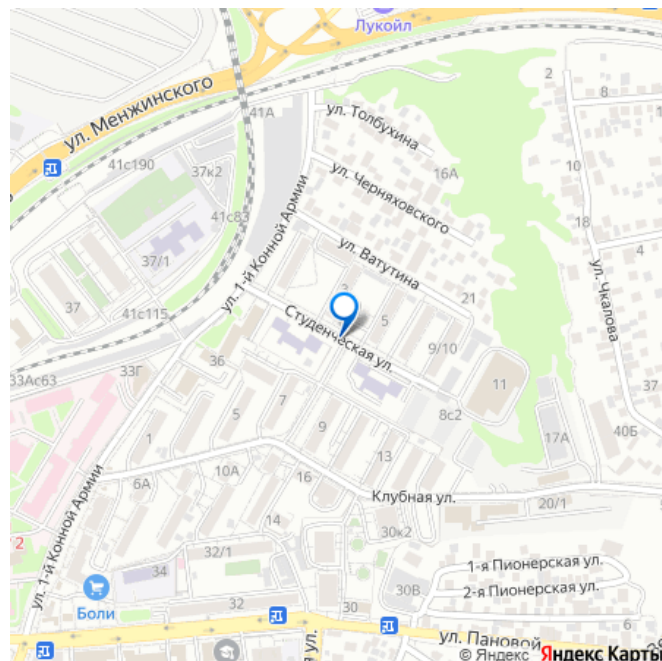 Лукойл
ул. Менжинского
41А
2
8
ул. Толбухина
16А
10
41с190
37к2
ул. Черняховского
41с83
18
4
37/1
ул. 1-й Конной Армии
ул. Ватутина
ул. Чкалова
37
3
21
41с115
Студенческая ул.
5
9/10
36
33Ас63
33Г
11
37
8с2
7
5
1
9
17А
40Б
13
10А
6А
16
Клубная ул.
20/1
ул. 1-й Конной Армии
14
30к2
2
32/1
1-я Пионерская ул.
34
2-я Пионерская ул.
30В
Боли
32
30
6
ул. Пановой
© Яндекс Яндекс Карты